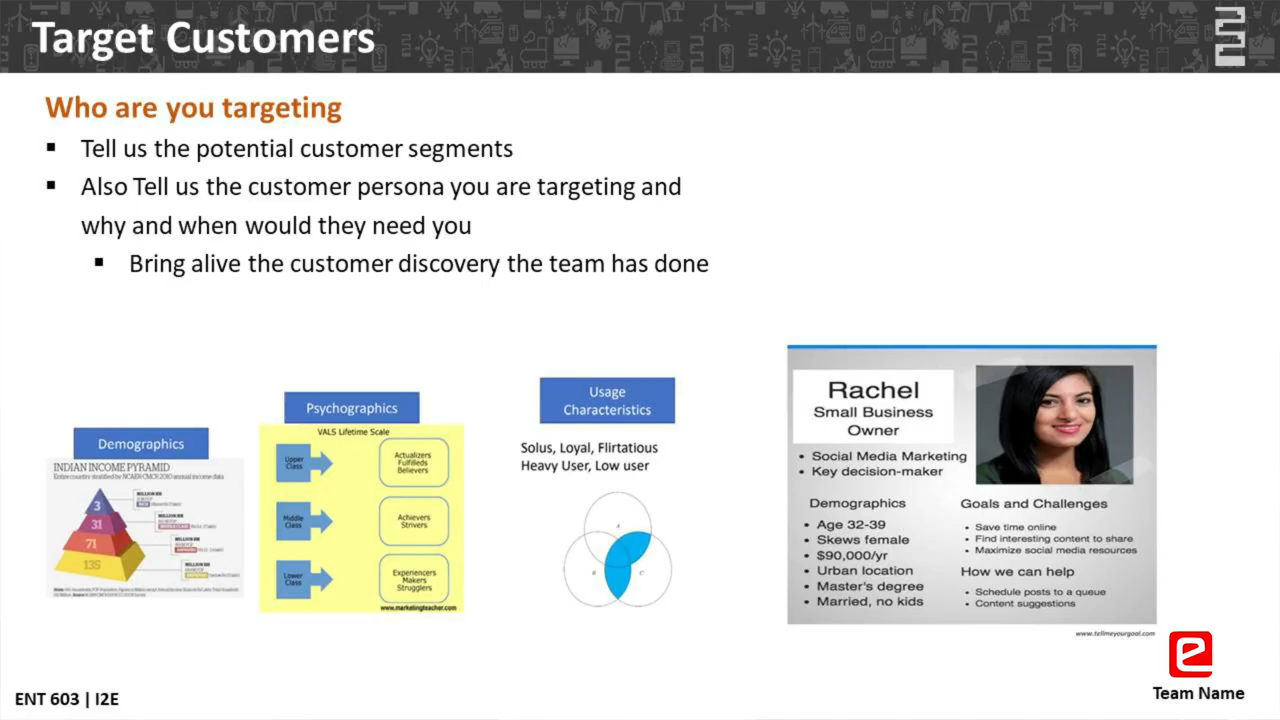 Target Customers
Who are you targeting
Tell us the potential customer segments
Also Tell us the customer persona you are targeting and
why and when would they need you
Bring alive the customer discovery the team has done
Demographics
INDIAN INCOME PYRAMID
3
31
71
135
Psychographics
VALS Lifetime Scale
Upper
Class
Actualizers
Fulfilleds
Believers
Middle
Class
Achievers
Strivers
Lower
Class
Experiencers
Makers
Strugglers
www.marketingteacher.com
Usage
Characteristics
Solus, Loyal, Flirtatious
Heavy User, Low user
A
B
C
Rachel
Small Business
Owner
• Social Media Marketing
• Key decision-maker
Demographics
• Age 32-39
• Skews female
• $90,000/yr
• Urban location
• Master's degree
• Married, no kids
Goals and Challenges
• Save time online
• Find interesting content to share
• Maximize social media resources
How we can help
• Schedule posts to a queue
• Content suggestions
www.tellmeyourgoal.com
Team Name
ENT 603 | I2E